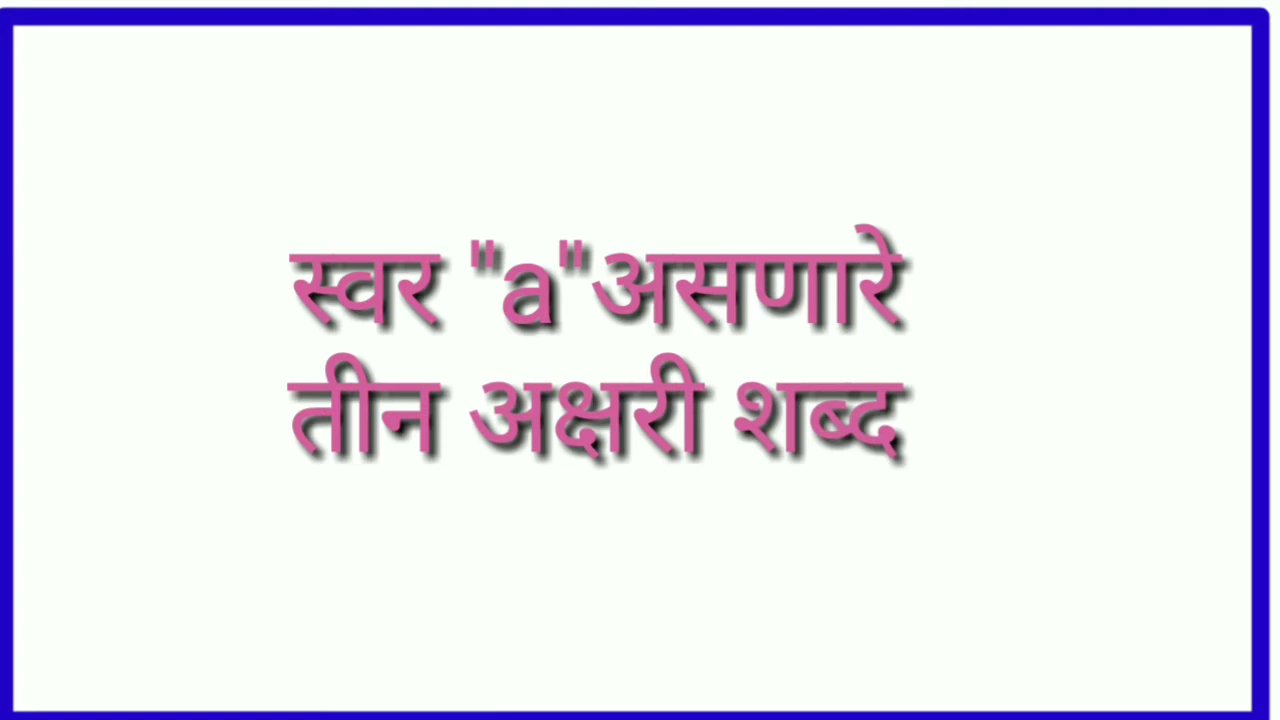 स्वर "a"असणारे
तीन अक्षरी शब्द